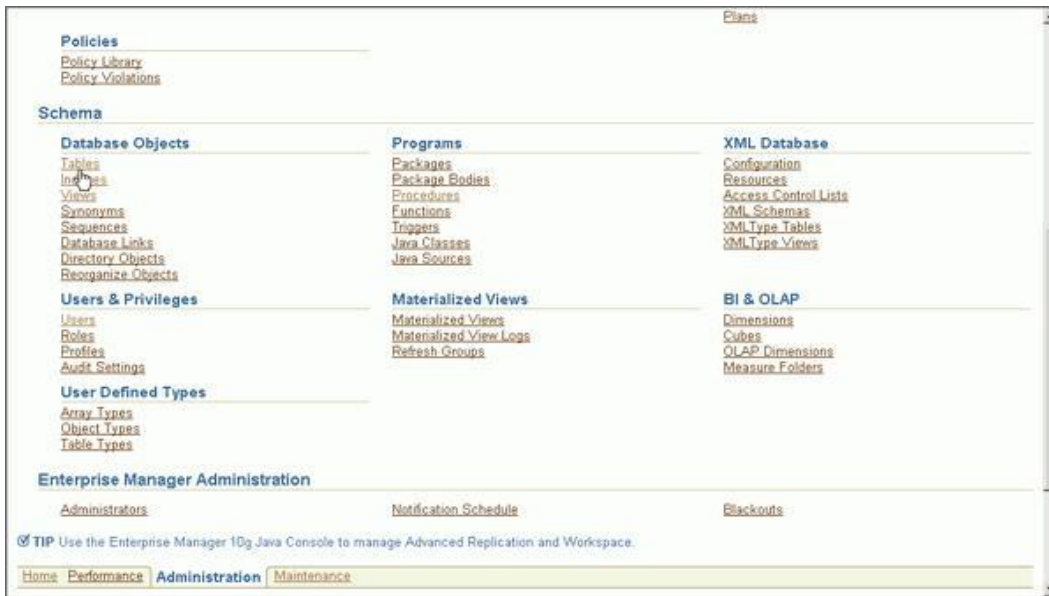 Plans
Policies
Policy Library
Policy Violations
Schema
Database Objects
Tables
Views
Synonyms
Sequences
Database Links
Directory Objects
Reorganize Objects
Programs
Packages
Package Bodies
Procedures
Functions
Triggers
Java Classes
Java Sources
XML Database
Configuration
Resources
Access Control Lists
XML Schemas
XMLType Tables
XMLType Views
Users & Privileges
Users
Roles
Profiles
Audit Settings
Materialized Views
Materialized Views
Materialized View Logs
Refresh Groups
BI & OLAP
Dimensions
Cubes
OLAP Dimensions
Measure Folders
User Defined Types
Array Types
Object Types
Table Types
Enterprise Manager Administration
Administrators Notification Schedule Blackouts
TIP Use the Enterprise Manager 10g Java Console to manage Advanced Replication and Workspace.
Home Performance Administration Maintenance